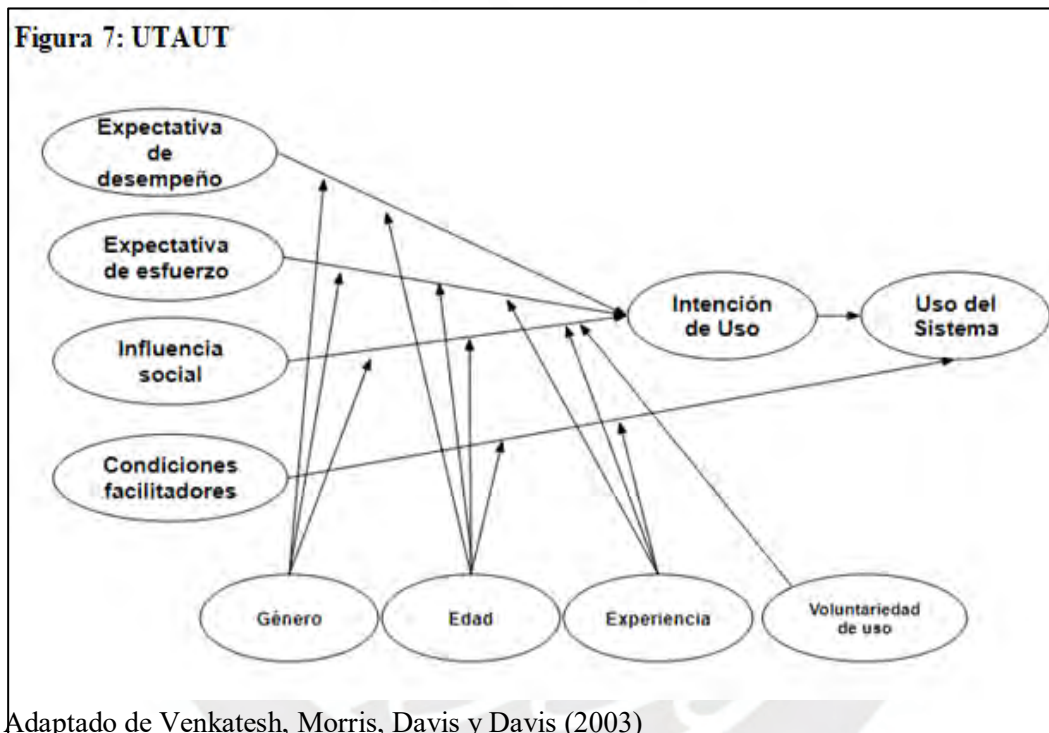 Figura 7: UTAUT
Expectativa
de
desempeño
Expectativa
de esfuerzo
Influencia
social
Condiciones
facilitadores
Intención
de Uso
Uso del
Sistema
Género
Edad
Experiencia
Voluntariedad
de uso
Adaptado de Venkatesh, Morris, Davis y Davis (2003)